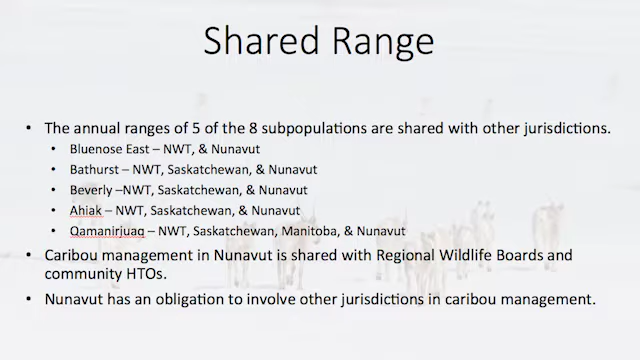 Shared Range
• The annual ranges of 5 of the 8 subpopulations are shared with other jurisdictions.
• Bluenose East – NWT, & Nunavut
• Bathurst – NWT, Saskatchewan, & Nunavut
• Beverly –NWT, Saskatchewan, & Nunavut
• Ahiak – NWT, Saskatchewan, & Nunavut
• Qamanirjuaq – NWT, Saskatchewan, Manitoba, & Nunavut
• Caribou management in Nunavut is shared with Regional Wildlife Boards and
community HTOs.
• Nunavut has an obligation to involve other jurisdictions in caribou management.